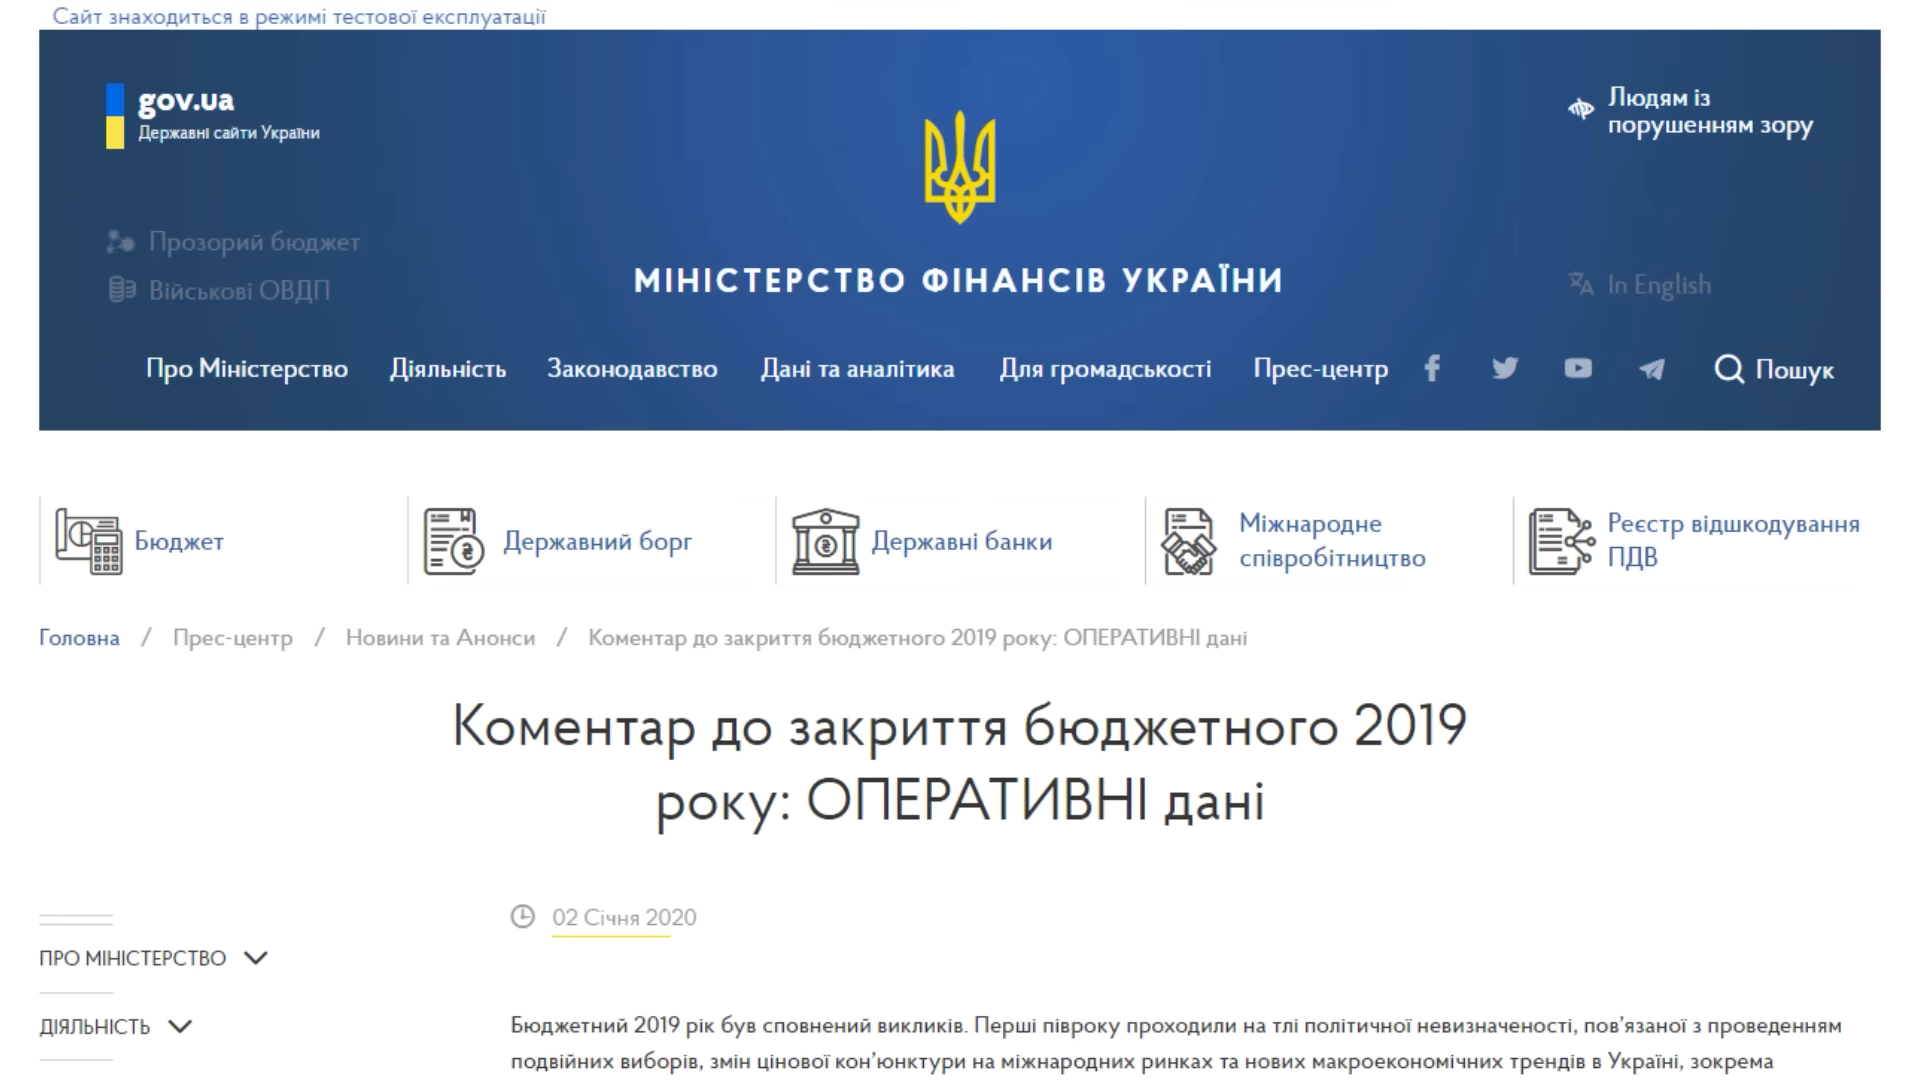 Сайт знаходиться в режимі тестової експлуатації
gov.ua
Державні сайти України
Людям із
порушенням зору
Прозорий бюджет
Військові ОВДП
МІНІСТЕРСТВО ФІНАНСІВ УКРАЇНИ
In English
Про Міністерство Діяльність Законодавство Дані та аналітика Для громадськості Прес-центр Пошук
Бюджет
Державний борг
Державні банки
Міжнародне
співробітництво
Реєстр відшкодування
ПДВ
Головна / Прес-центр / Новини та Анонси / Коментар до закриття бюджетного 2019 року: ОПЕРАТИВНІ дані
Коментар до закриття бюджетного 2019
року: ОПЕРАТИВНІ дані
02 Січня 2020
ПРО МІНІСТЕРСТВО
ДІЯЛЬНІСТЬ
Бюджетний 2019 рік був сповнений викликів. Перші півроку проходили на тлі політичної невизначеності, пов’язаної з проведенням
подвійних виборів, змін цінової кон’юнктури на міжнародних ринках та нових макроекономічних трендів в Україні, зокрема